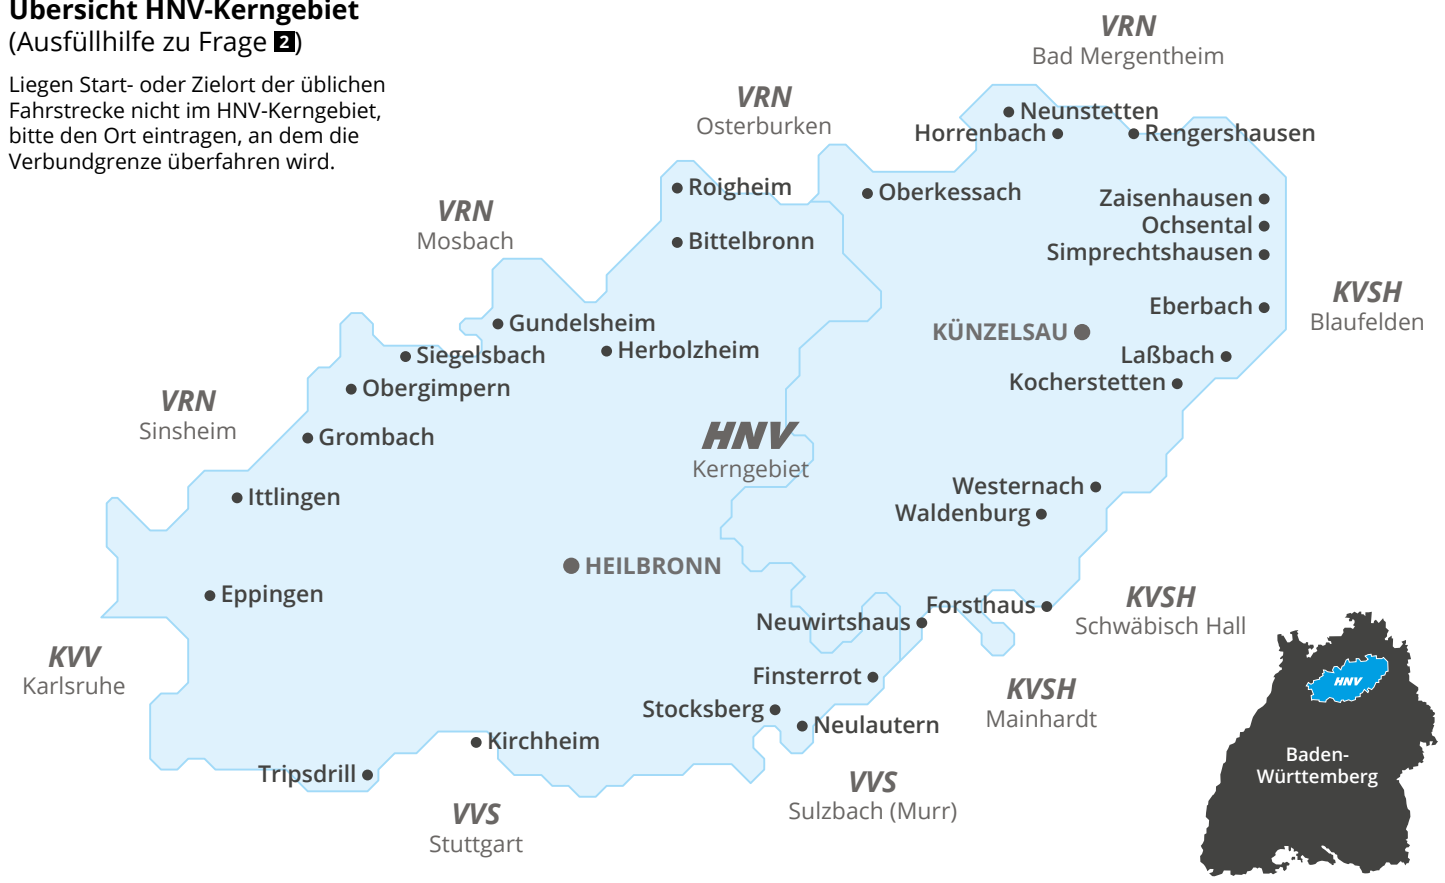 Übersicht HNV-Kerngebiet
(Ausfüllhilfe zu Frage 2)
Liegen Start- oder Zielort der üblichen
Fahrstrecke nicht im HNV-Kerngebiet,
bitte den Ort eintragen, an dem die
Verbundgrenze überfahren wird.
VRN
Bad Mergentheim
VRN
Osterburken
Neunstetten
Horrenbach
Rengershausen
Roigheim
Oberkessach
Zaisenhausen
Ochsental
Simprechtshausen
VRN
Mosbach
Bittelbronn
KVSH
Blaufelden
Eberbach
Gundelsheim
KÜNZELSAU
Siegelsbach
Herbolzheim
Laßbach
Obergimpern
Kocherstetten
VRN
Sinsheim
Grombach
HNV
Kerngebiet
Ittlingen
Westernach
Waldenburg
HEILBRONN
Eppingen
Forsthaus
KVSH
Schwäbisch Hall
Neuwirtshaus
KVV
Karlsruhe
Finsterrot
KVSH
Mainhardt
HNV
Stocksberg
Neulautern
Kirchheim
Tripsdrill
VVS
Sulzbach (Murr)
VVS
Stuttgart
Baden-
Württemberg